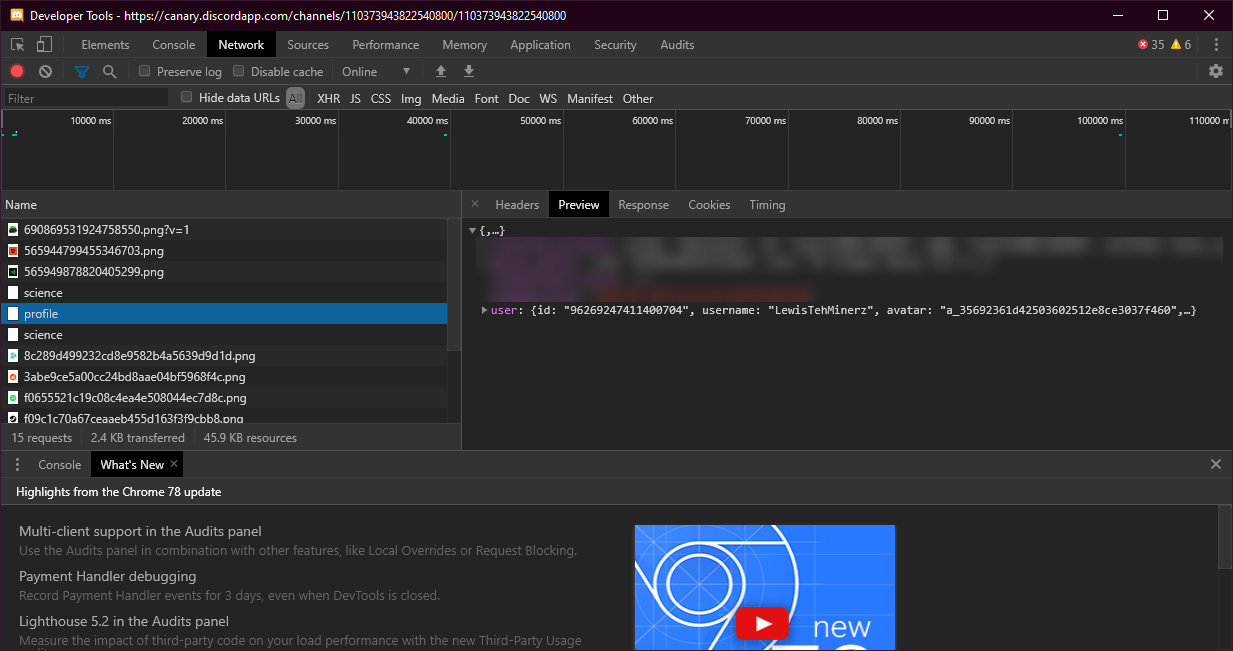 Developer Tools - https://canary.discordapp.com/channels/110373943822540800/110373943822540800
Elements Console Network Sources Performance Memory Application Security Audits 35 6
Preserve log Disable cache Online
Filter Hide data URLs All XHR JS CSS Img Media Font Doc WS Manifest Other
10000 ms 20000 ms 30000 ms 40000 ms 50000 ms 60000 ms 70000 ms 80000 ms 90000 ms 100000 ms 110000 m
Name
690869531924758550.png?v=1
565944799455346703.png
565949878820405299.png
science
profile
science
8c289d499232cd8e9582b4a5639d9d1d.png
3abe9ce5a00cc24bd8aae04bf5968f4c.png
f0655521c19c08c4ea4e508044ec7d8c.png
f09c1c70a67ceaaeb455d163f3f9cbb8.png
15 requests 2.4 KB transferred 45.9 KB resources
× Headers Preview Response Cookies Timing
{,…}
user: {id: "96269247411400704", username: "LewisTehMinerz", avatar: "a_35692361d42503602512e8ce3037f460",…}
Console What's New ×
Highlights from the Chrome 78 update
Multi-client support in the Audits panel
Use the Audits panel in combination with other features, like Local Overrides or Request Blocking.
Payment Handler debugging
Record Payment Handler events for 3 days, even when DevTools is closed.
Lighthouse 5.2 in the Audits panel
Measure the impact of third-party code on your load performance with the new Third-Party Usage
new